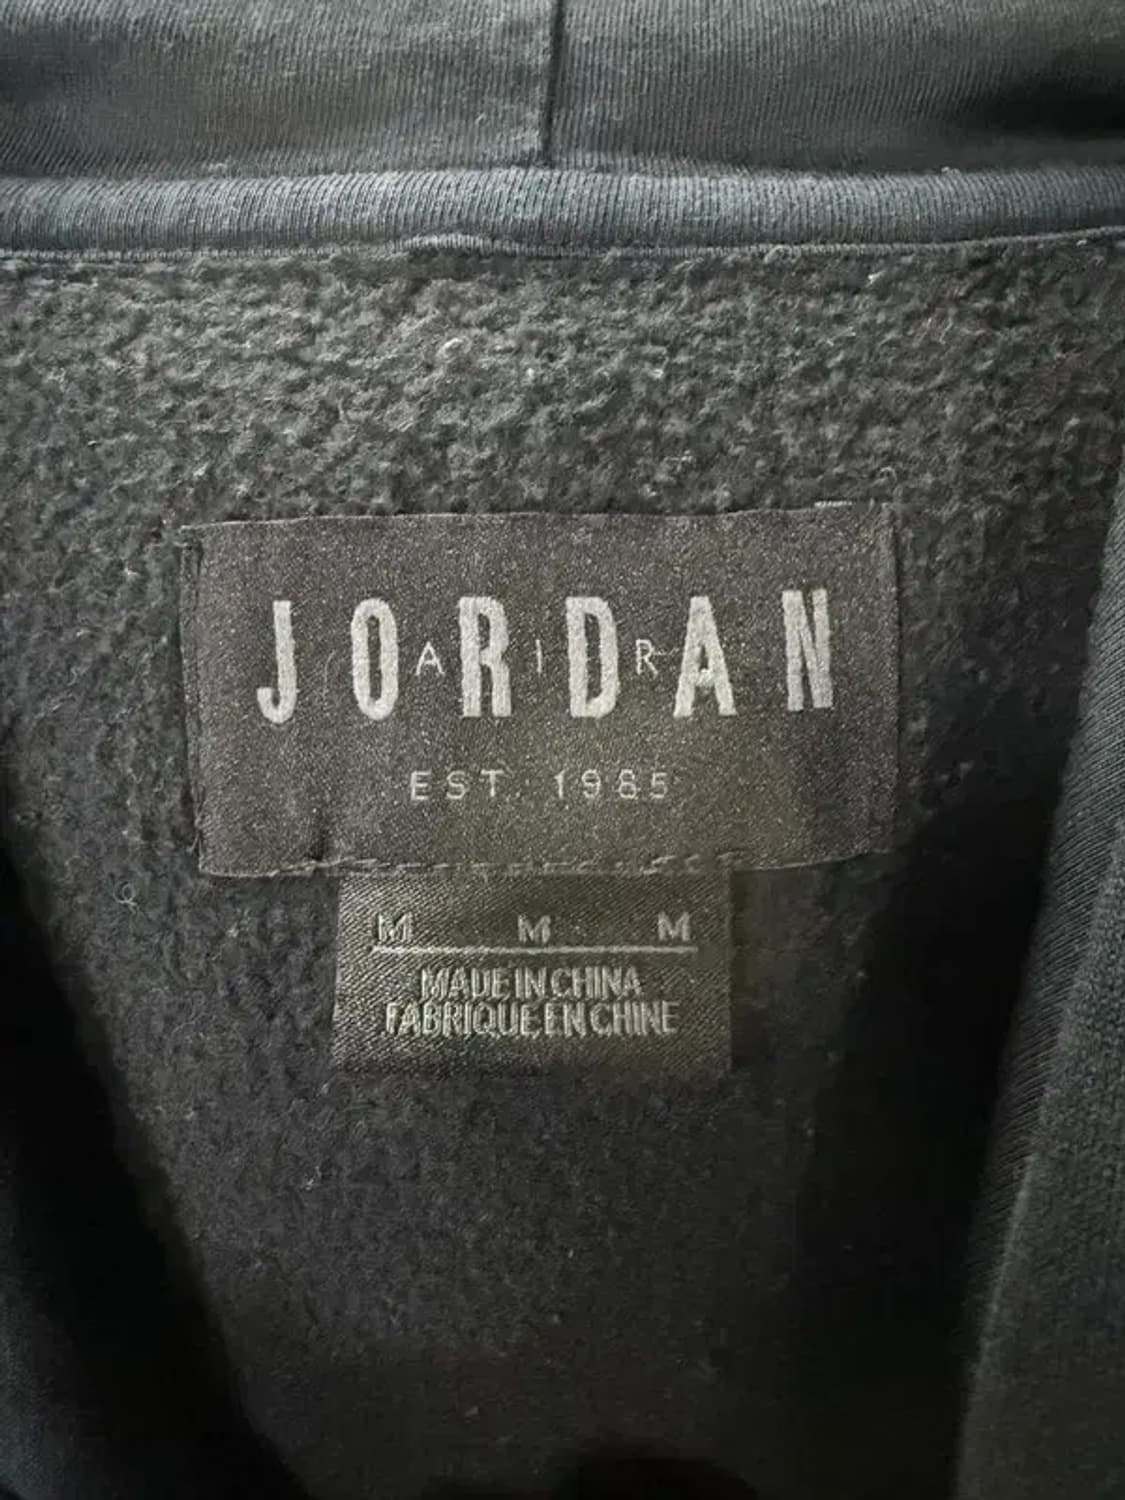 JORDAN
AIR
EST. 1985
M M M
MADE IN CHINA
FABRIQUE EN CHINE